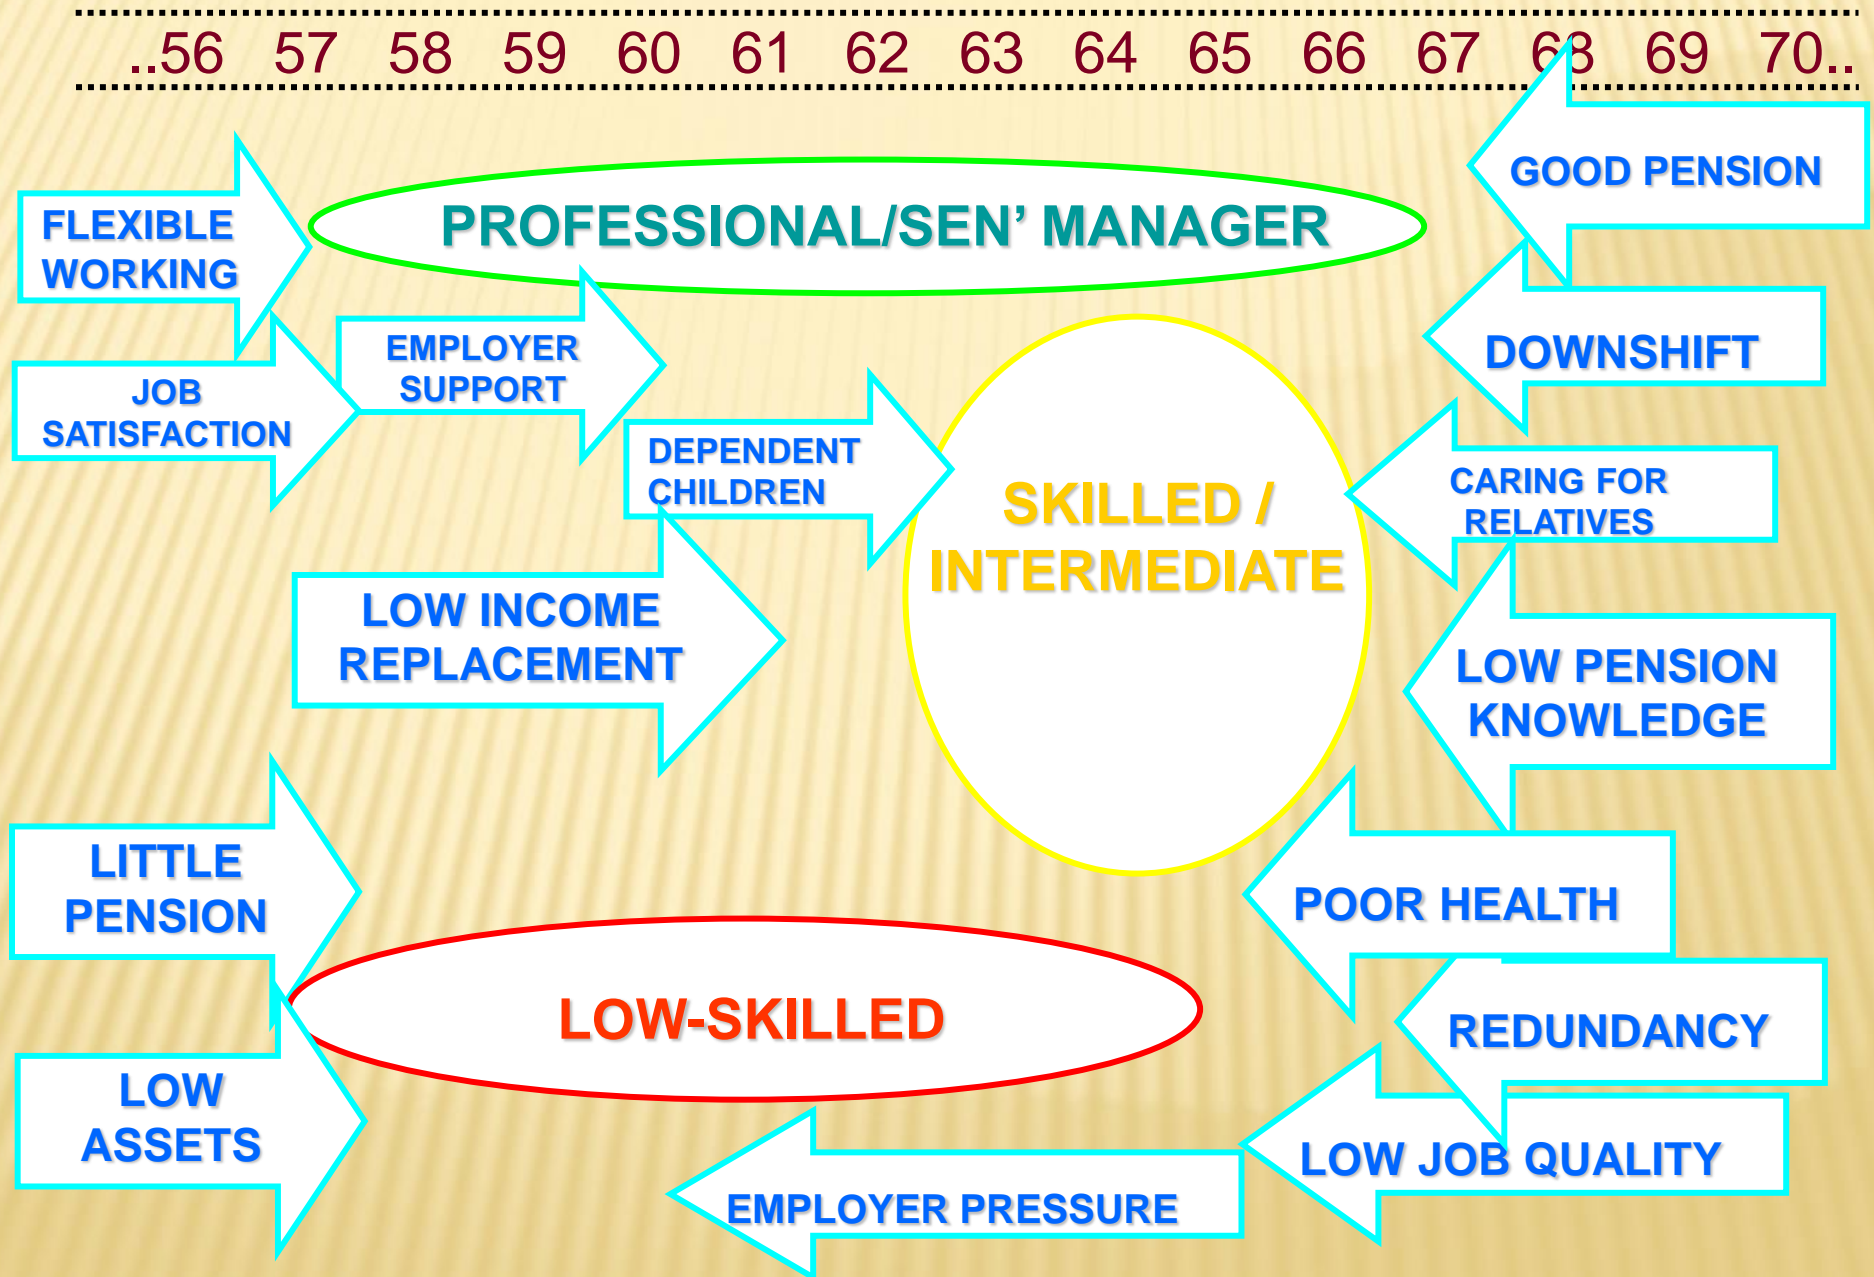 ..56 57 58 59 60 61 62 63 64 65 66 67 68 69 70..
GOOD PENSION
FLEXIBLE
WORKING
PROFESSIONAL/SEN’ MANAGER
EMPLOYER
SUPPORT
DOWNSHIFT
JOB
SATISFACTION
DEPENDENT
CHILDREN
SKILLED /
INTERMEDIATE
CARING FOR
RELATIVES
LOW INCOME
REPLACEMENT
LOW PENSION
KNOWLEDGE
LITTLE
PENSION
POOR HEALTH
LOW-SKILLED
REDUNDANCY
LOW
ASSETS
LOW JOB QUALITY
EMPLOYER PRESSURE